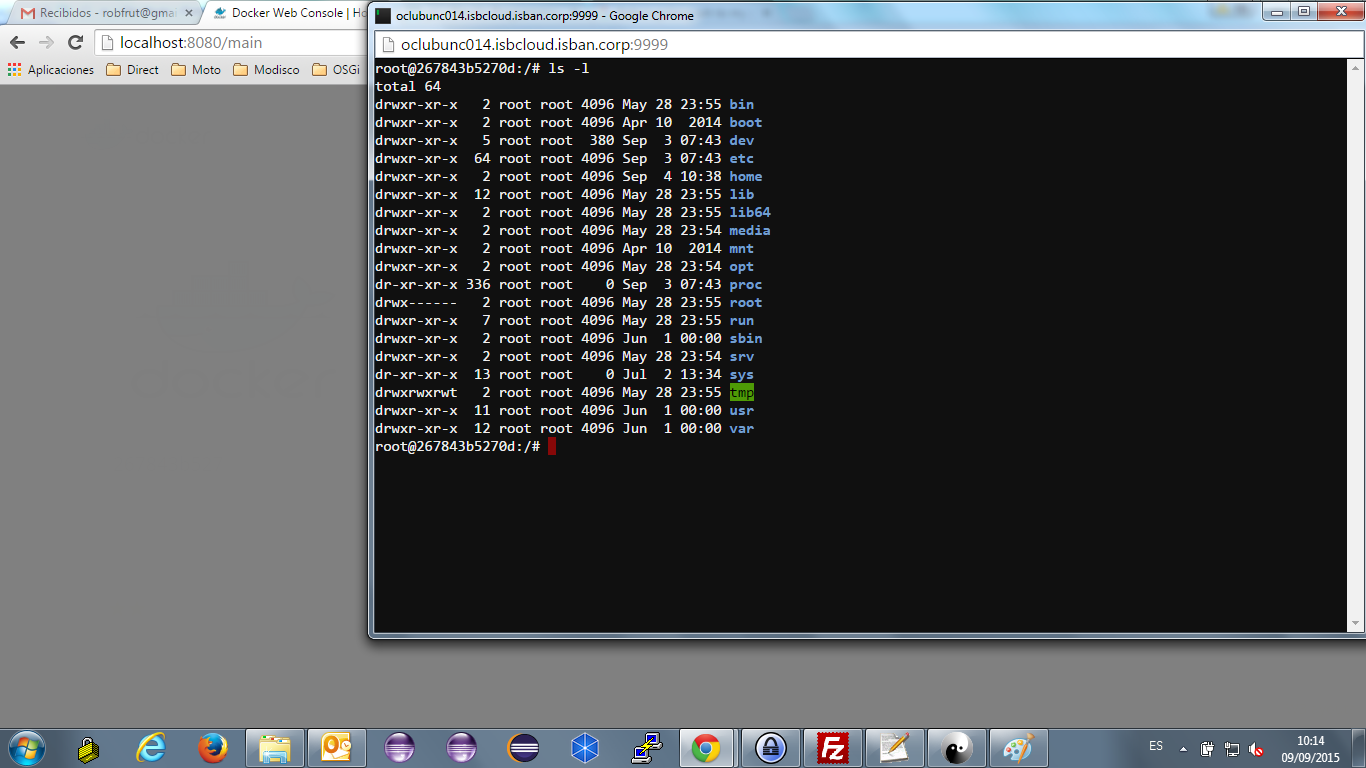 Recibidos - robfrut@gma
Docker Web Console | Ho
oclubunc014.isbcloud.isban.corp:9999 - Google Chrome
localhost:8080/main
oclubunc014.isbcloud.isban.corp:9999
Aplicaciones Direct Moto Modisco OSGi
root@267843b5270d:/# ls -l
total 64
drwxr-xr-x   2 root root 4096 May 28 23:55 bin
drwxr-xr-x   2 root root 4096 Apr 10  2014 boot
drwxr-xr-x   5 root root  380 Sep  3 07:43 dev
drwxr-xr-x  64 root root 4096 Sep  3 07:43 etc
drwxr-xr-x   2 root root 4096 Sep  4 10:38 home
drwxr-xr-x  12 root root 4096 May 28 23:55 lib
drwxr-xr-x   2 root root 4096 May 28 23:55 lib64
drwxr-xr-x   2 root root 4096 May 28 23:54 media
drwxr-xr-x   2 root root 4096 Apr 10  2014 mnt
drwxr-xr-x   2 root root 4096 May 28 23:54 opt
dr-xr-xr-x 336 root root    0 Sep  3 07:43 proc
drwx------   2 root root 4096 May 28 23:55 root
drwxr-xr-x   7 root root 4096 May 28 23:55 run
drwxr-xr-x   2 root root 4096 Jun  1 00:00 sbin
drwxr-xr-x   2 root root 4096 May 28 23:54 srv
dr-xr-xr-x  13 root root    0 Jul  2 13:34 sys
drwxrwxrwt   2 root root 4096 May 28 23:55 tmp
drwxr-xr-x  11 root root 4096 Jun  1 00:00 usr
drwxr-xr-x  12 root root 4096 Jun  1 00:00 var
root@267843b5270d:/#
ES
10:14
09/09/2015